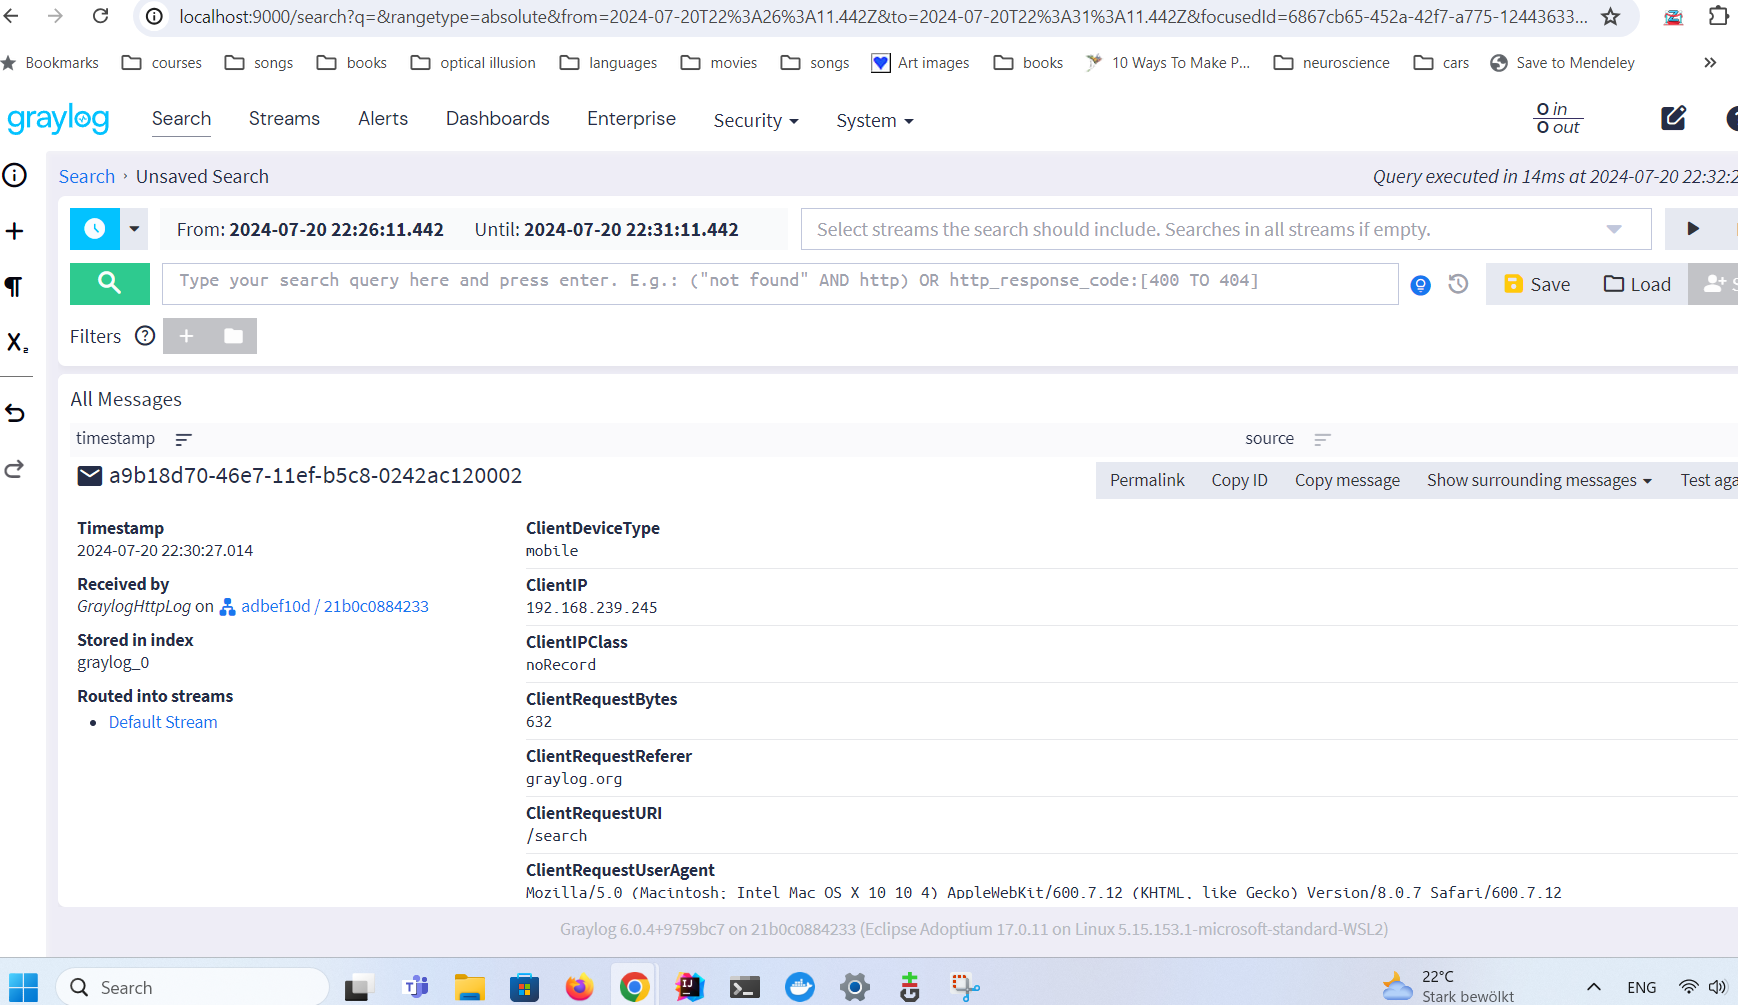 localhost:9000/search?q=&rangetype=absolute&from=2024-07-20T22%3A26%3A11.442Z&to=2024-07-20T22%3A31%3A11.442Z&focusedId=6867cb65-452a-42f7-a775-12443633...
Bookmarks courses songs books optical illusion languages movies songs Art images books 10 Ways To Make P... neuroscience cars Save to Mendeley »
graylog Search Streams Alerts Dashboards Enterprise Security System 0 in
0 out
Search › Unsaved Search Query executed in 14ms at 2024-07-20 22:32:2
From: 2024-07-20 22:26:11.442 Until: 2024-07-20 22:31:11.442 Select streams the search should include. Searches in all streams if empty.
Type your search query here and press enter. E.g.: ("not found" AND http) OR http_response_code:[400 TO 404] Save Load
Filters
All Messages
timestamp source
a9b18d70-46e7-11ef-b5c8-0242ac120002 Permalink Copy ID Copy message Show surrounding messages Test aga
Timestamp
2024-07-20 22:30:27.014
Received by
GraylogHttpLog on adbef10d / 21b0c0884233
Stored in index
graylog_0
Routed into streams
• Default Stream
ClientDeviceType
mobile
ClientIP
192.168.239.245
ClientIPClass
noRecord
ClientRequestBytes
632
ClientRequestReferer
graylog.org
ClientRequestURI
/search
ClientRequestUserAgent
Mozilla/5.0 (Macintosh; Intel Mac OS X 10_10_4) AppleWebKit/600.7.12 (KHTML, like Gecko) Version/8.0.7 Safari/600.7.12
Graylog 6.0.4+9759bc7 on 21b0c0884233 (Eclipse Adoptium 17.0.11 on Linux 5.15.153.1-microsoft-standard-WSL2)
Search 22°C
Stark bewölkt
ENG